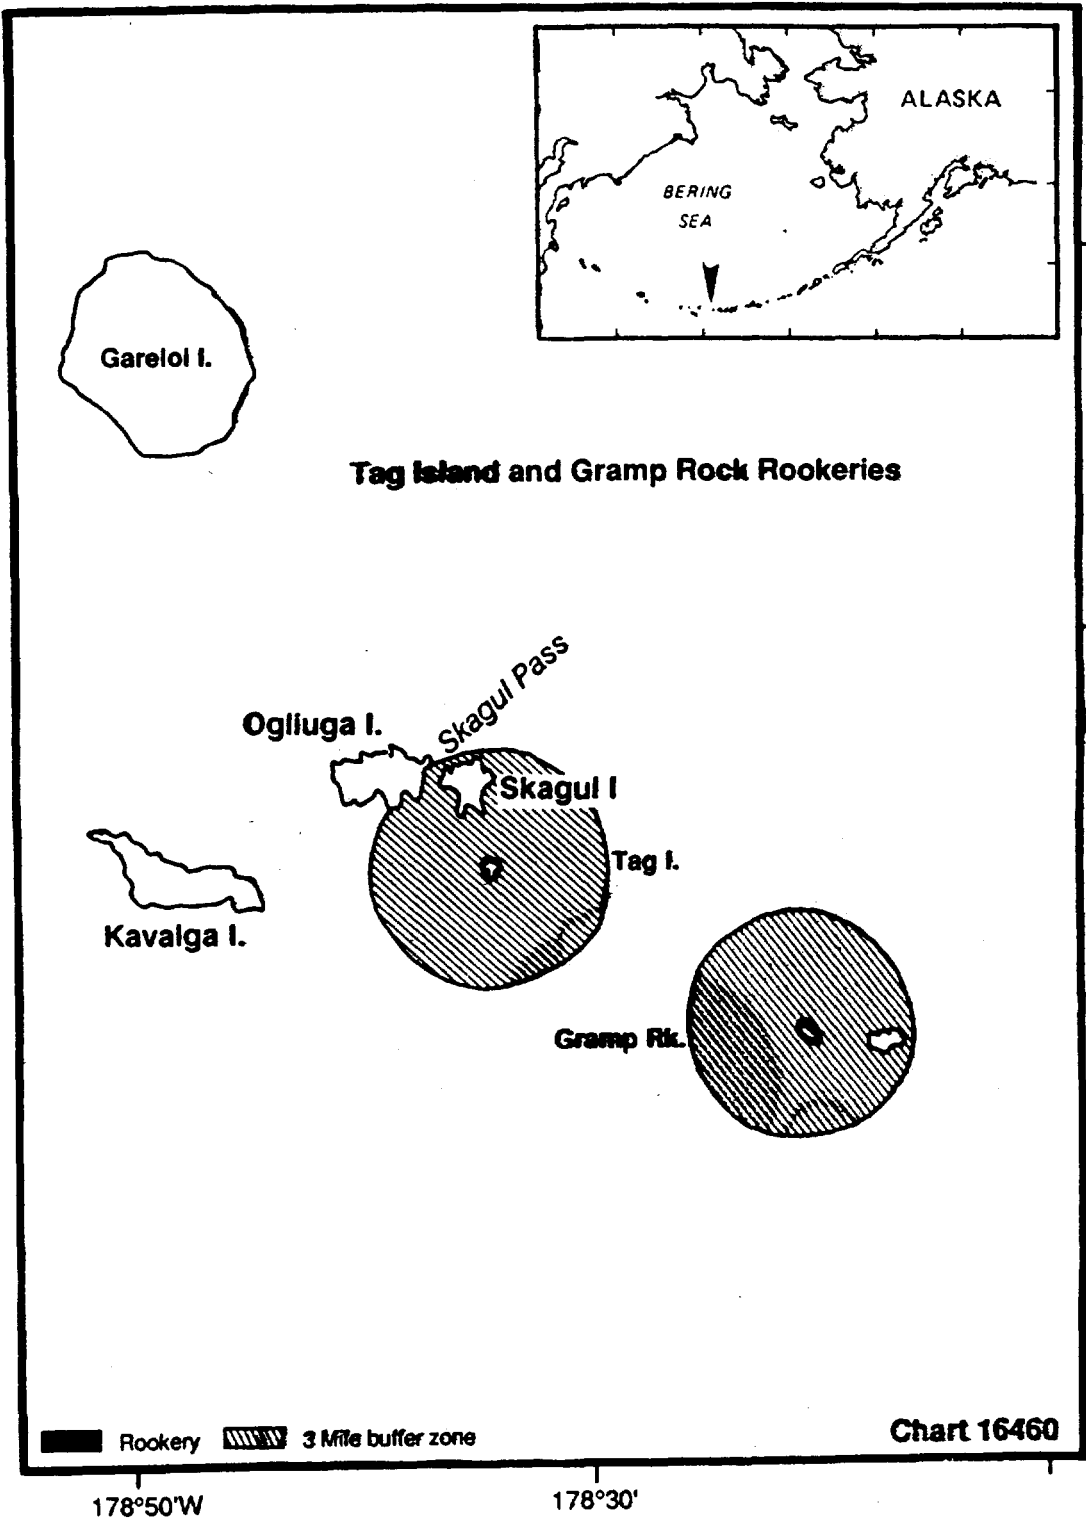 ALASKA
BERING
SEA
Gareloi I.
Tag Island and Gramp Rock Rookeries
Skagul Pass
Ogliuga I.
Skagul I
Tag I.
Kavalga I.
Gramp Rk.
Rookery
3 Mile buffer zone
Chart 16460
178°50'W
178°30'